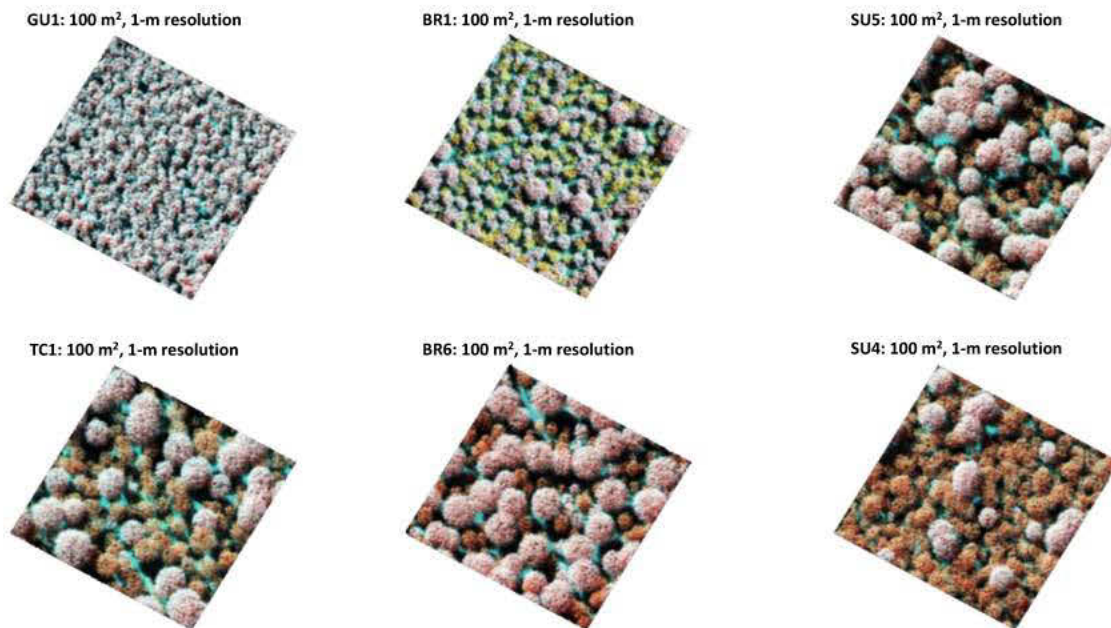 GU1: 100 m², 1-m resolution
BR1: 100 m², 1-m resolution
SU5: 100 m², 1-m resolution
TC1: 100 m², 1-m resolution
BR6: 100 m², 1-m resolution
SU4: 100 m², 1-m resolution